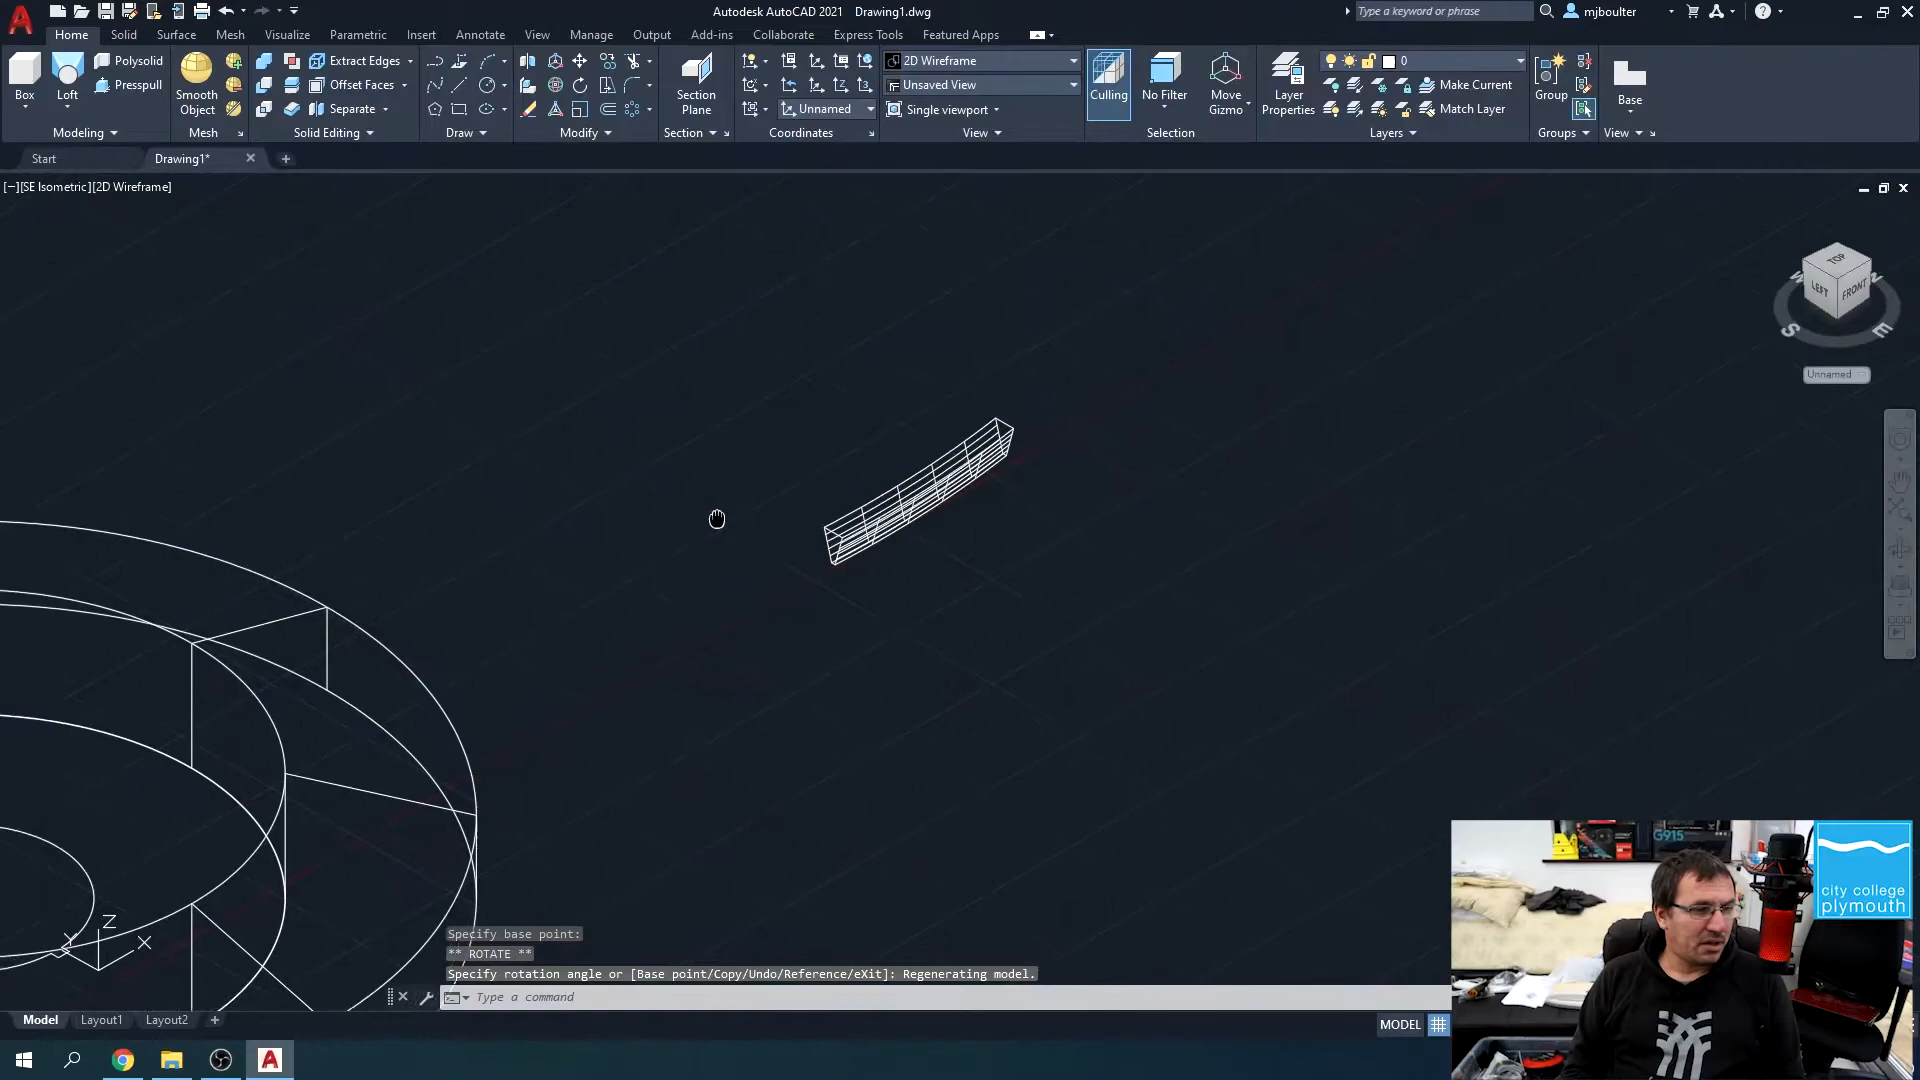 Autodesk AutoCAD 2021 Drawing1.dwg
Type a keyword or phrase
mjboulter
Home Solid Surface Mesh Visualize Parametric Insert Annotate View Manage Output Add-ins Collaborate Express Tools Featured Apps
Box
Loft
Polysolid
Presspull
Modeling
Smooth
Object
Mesh
Extract Edges
Offset Faces
Separate
Solid Editing
Draw
Modify
Section
Plane
Section
Unnamed
Coordinates
2D Wireframe
Unsaved View
Single viewport
View
Culling
No Filter
Move
Gizmo
Selection
Layer
Properties
0
Make Current
Match Layer
Layers
Group
Groups
Base
View
Start
Drawing1*
[−][SE Isometric][2D Wireframe]
TOP
LEFT
FRONT
W
N
S
E
Unnamed
Z
Y
X
Specify base point:
** ROTATE **
Specify rotation angle or [Base point/Copy/Undo/Reference/eXit]: Regenerating model.
Type a command
Model Layout1 Layout2
MODEL
G915
city college
plymouth